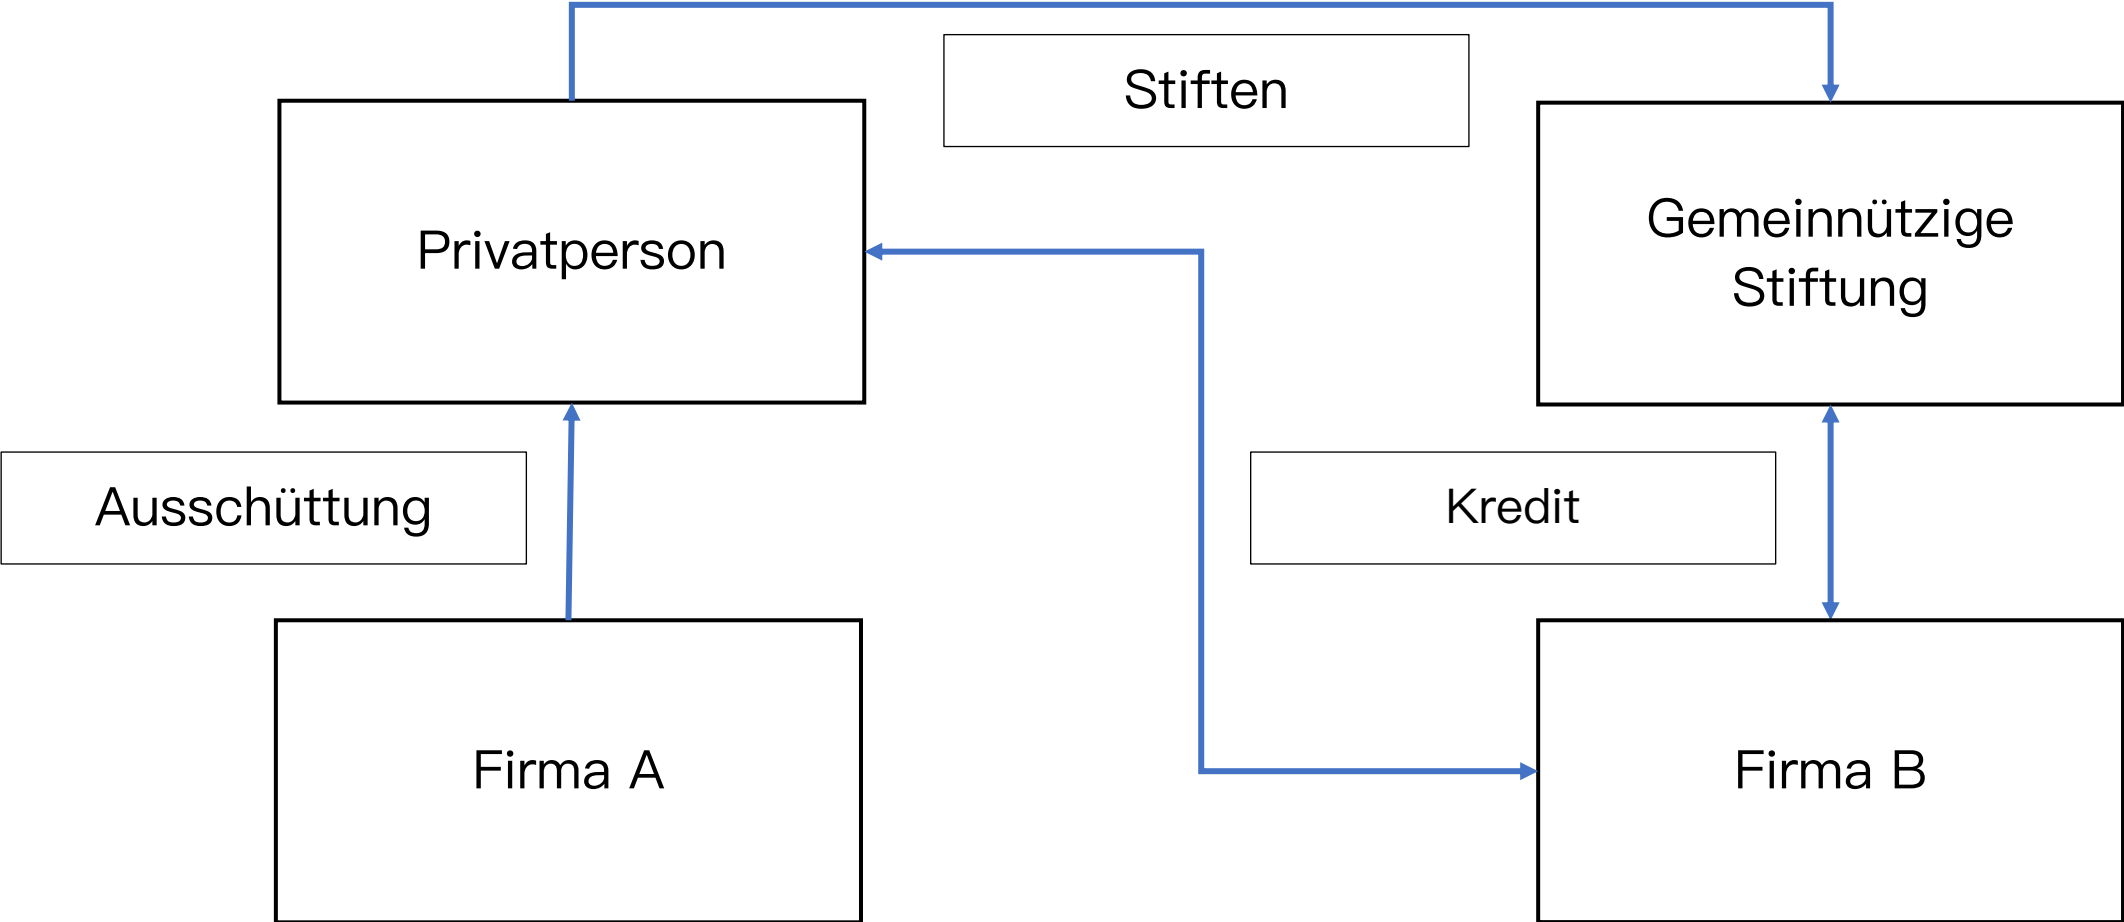 Stiften
Privatperson
Gemeinnützige
Stiftung
Ausschüttung
Kredit
Firma A
Firma B